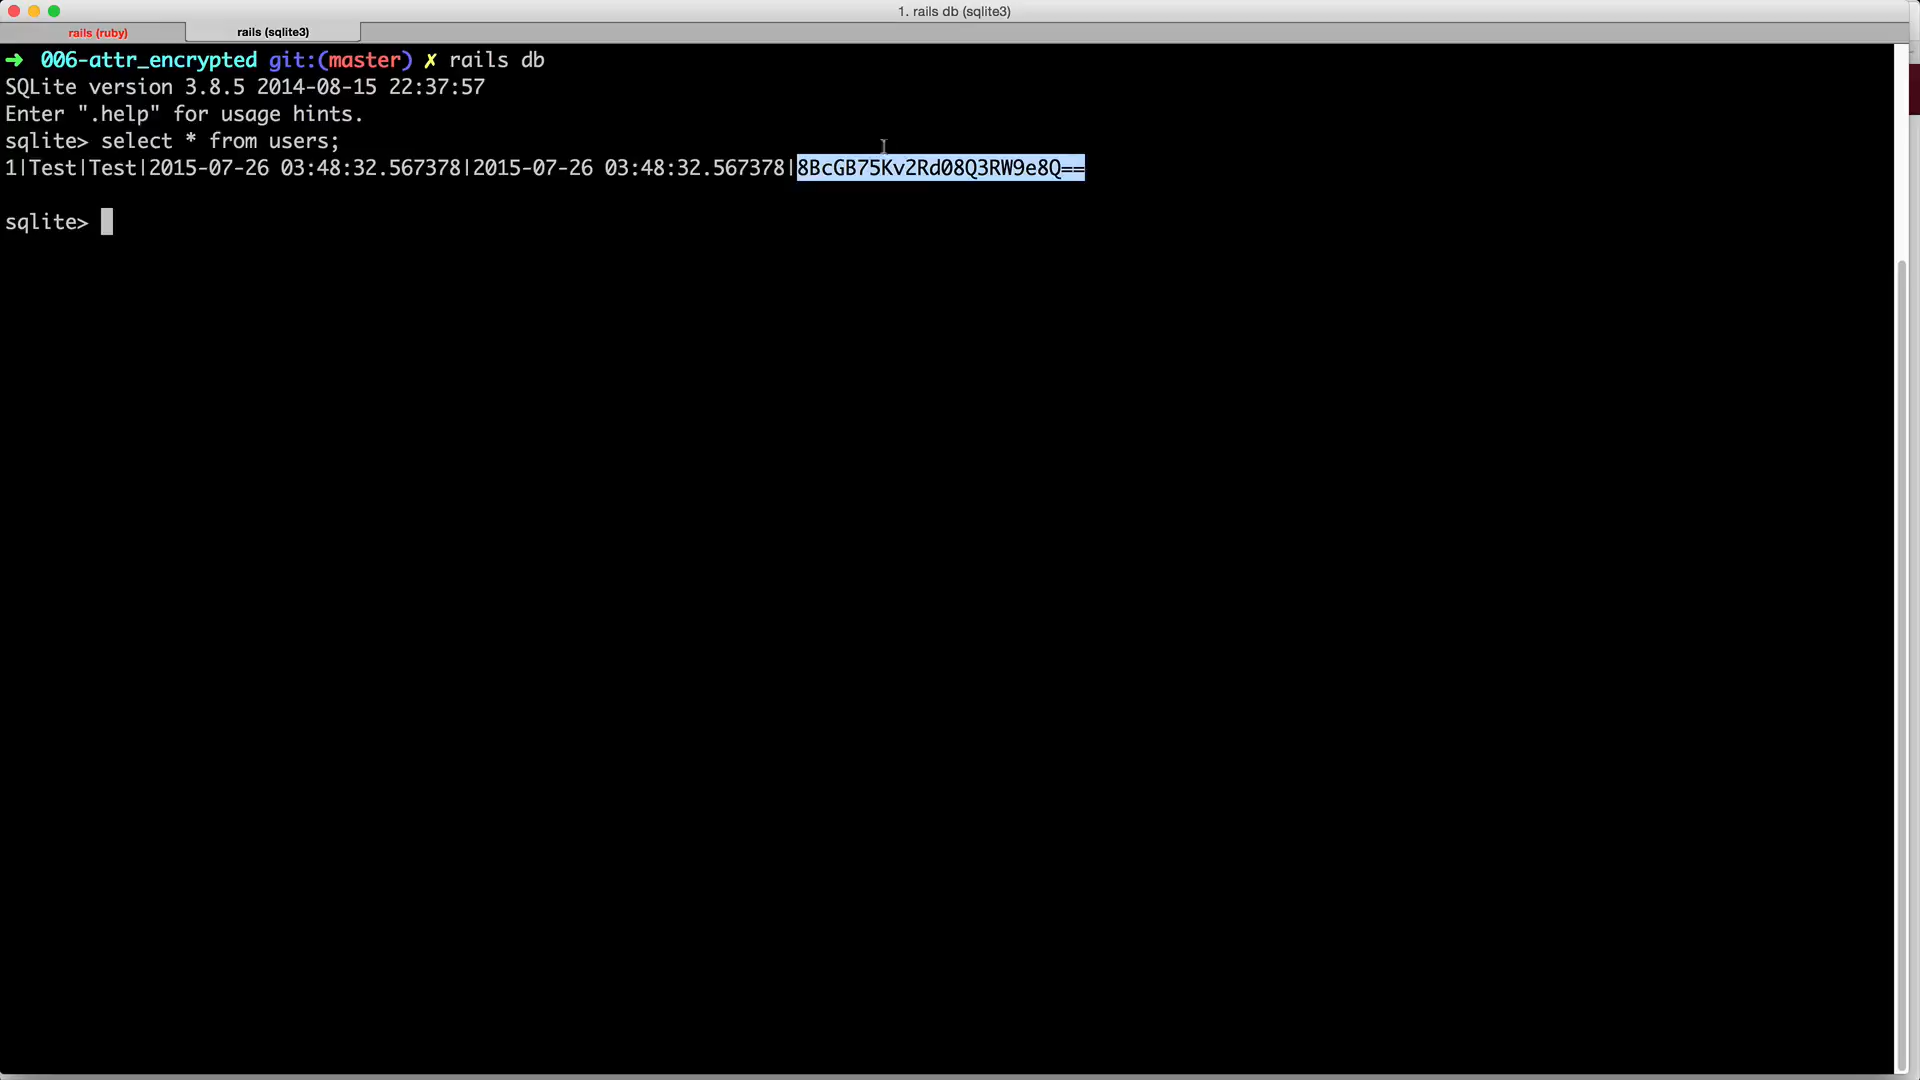 1. rails db (sqlite3)
rails (ruby)
rails (sqlite3)
➜ 006-attr_encrypted git:(master) ✗ rails db
SQLite version 3.8.5 2014-08-15 22:37:57
Enter ".help" for usage hints.
sqlite> select * from users;
1|Test|Test|2015-07-26 03:48:32.567378|2015-07-26 03:48:32.567378|8BcGB75Kv2Rd08Q3RW9e8Q==
sqlite>